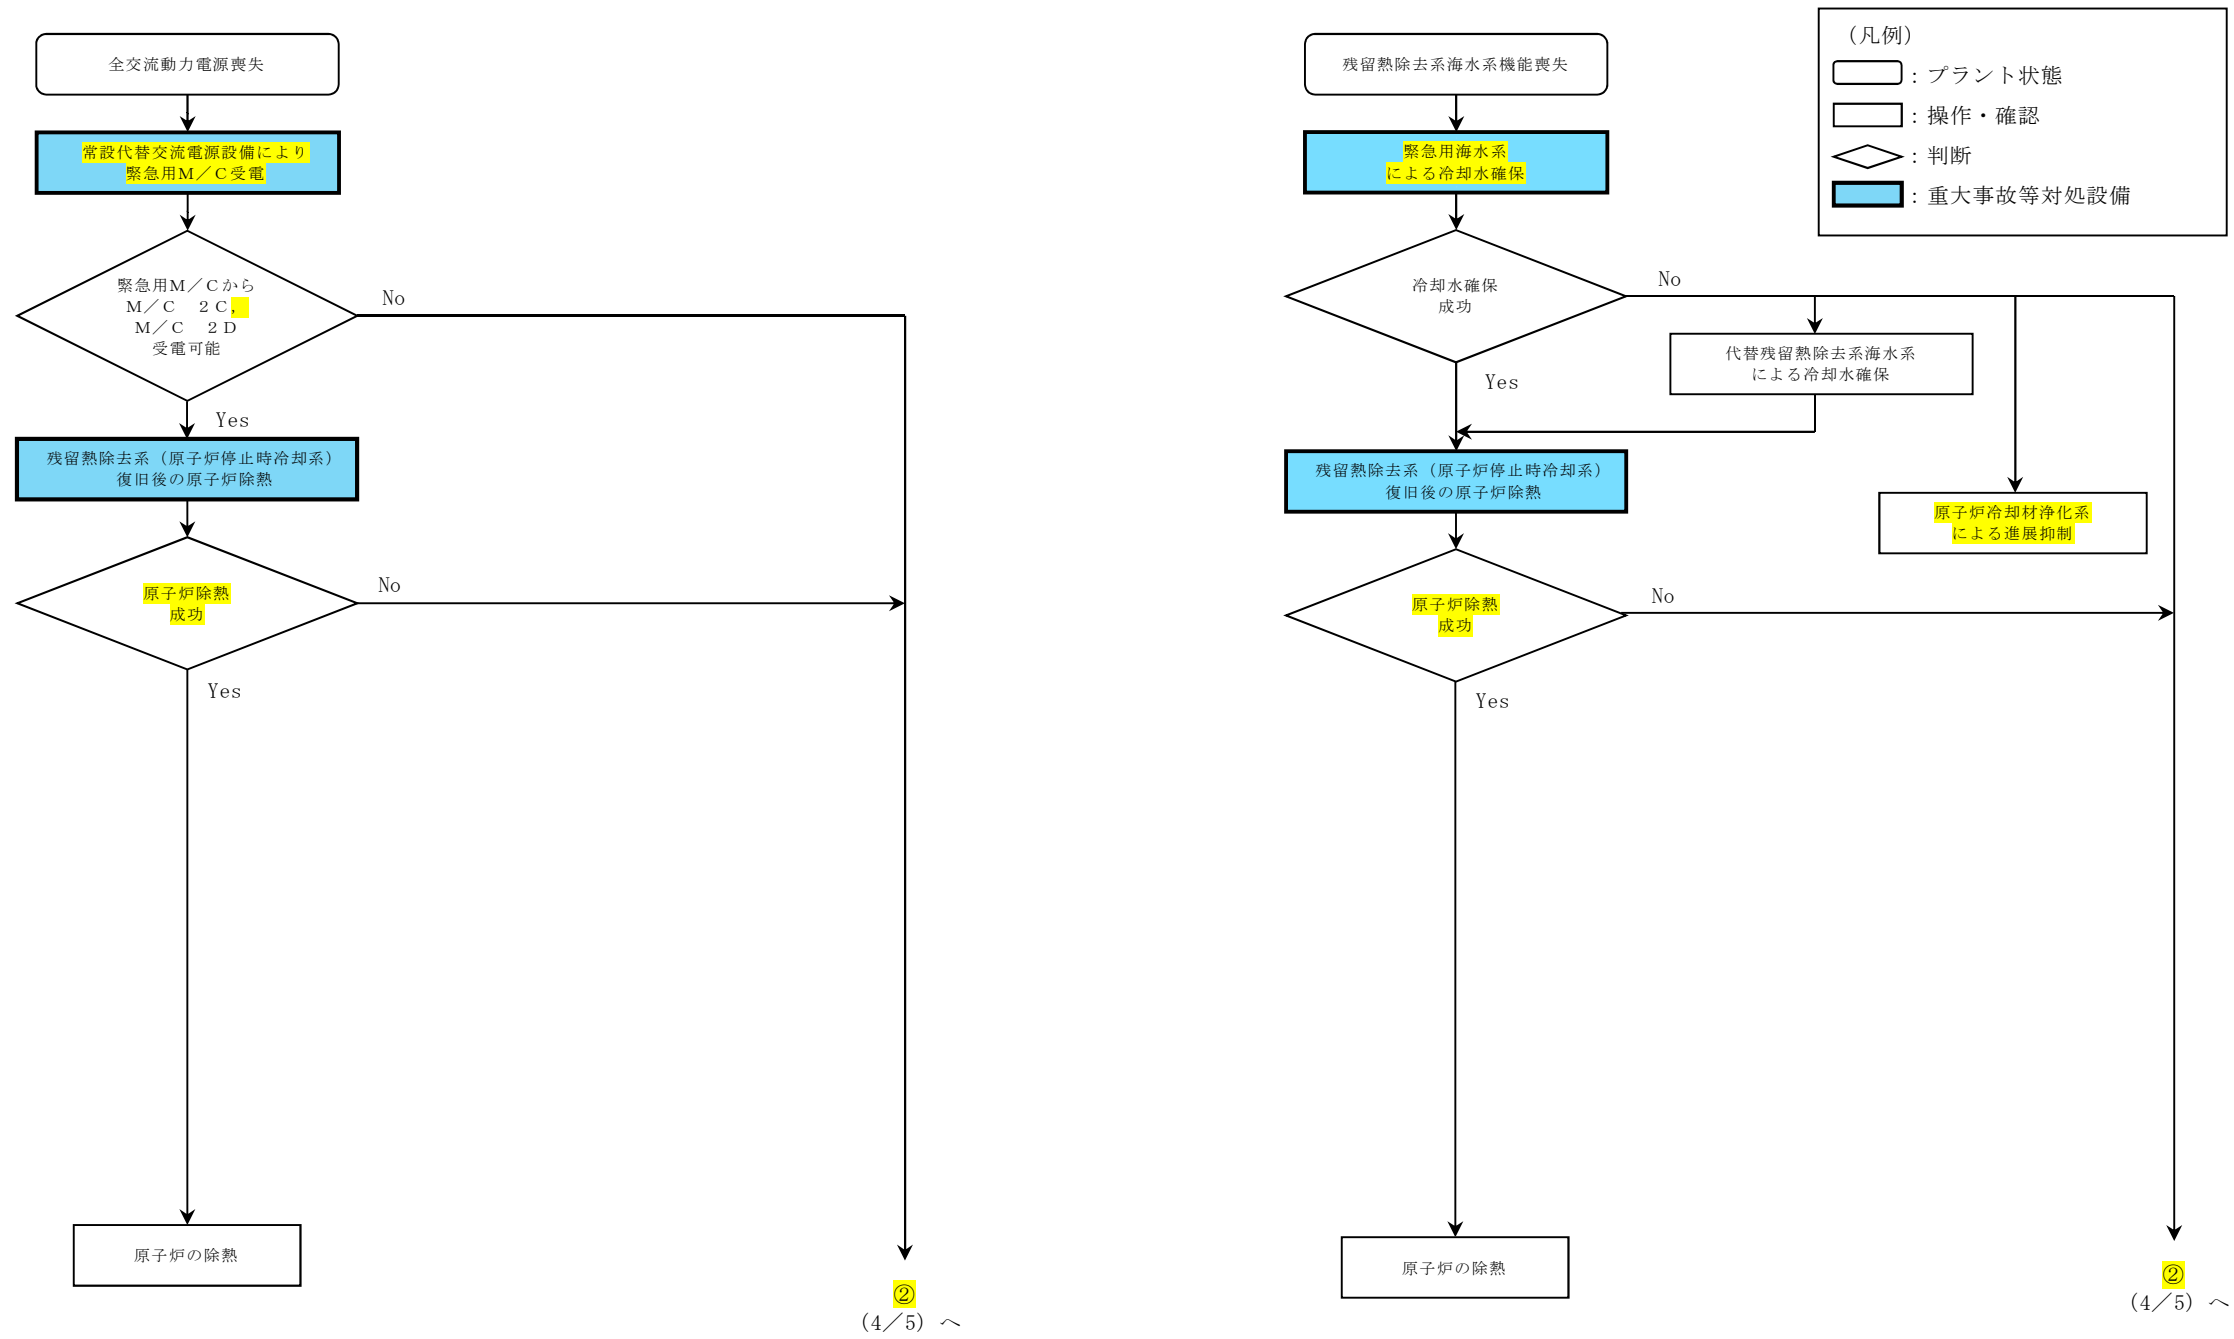 全交流動力電源喪失
常設代替交流電源設備により
緊急用M／C受電
緊急用M／Cから
M／C　２C，
M／C　２D
受電可能
No
Yes
残留熱除去系（原子炉停止時冷却系）
復旧後の原子炉除熱
原子炉除熱
成功
No
Yes
原子炉の除熱
②
(4／5) へ
残留熱除去系海水系機能喪失
緊急用海水系
による冷却水確保
冷却水確保
成功
No
Yes
代替残留熱除去系海水系
による冷却水確保
残留熱除去系（原子炉停止時冷却系）
復旧後の原子炉除熱
原子炉冷却材浄化系
による進展抑制
原子炉除熱
成功
No
Yes
原子炉の除熱
②
(4／5) へ
（凡例）
：プラント状態
：操作・確認
：判断
：重大事故等対処設備